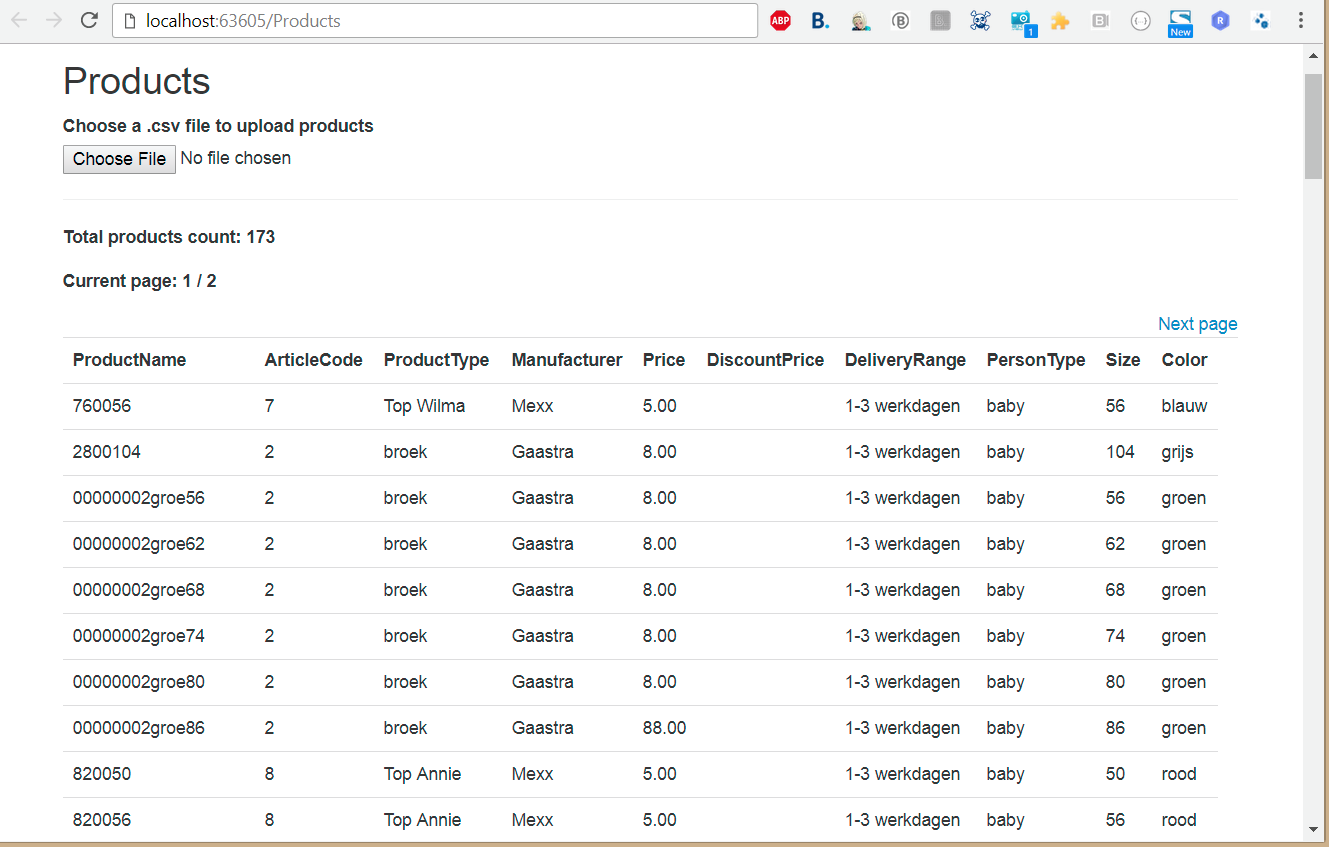 localhost:63605/Products
ABP B. B 1 B! New R
Products
Choose a .csv file to upload products
Choose File No file chosen
Total products count: 173
Current page: 1 / 2
Next page
ProductName ArticleCode ProductType Manufacturer Price DiscountPrice DeliveryRange PersonType Size Color
760056 7 Top Wilma Mexx 5.00 1-3 werkdagen baby 56 blauw
2800104 2 broek Gaastra 8.00 1-3 werkdagen baby 104 grijs
00000002groe56 2 broek Gaastra 8.00 1-3 werkdagen baby 56 groen
00000002groe62 2 broek Gaastra 8.00 1-3 werkdagen baby 62 groen
00000002groe68 2 broek Gaastra 8.00 1-3 werkdagen baby 68 groen
00000002groe74 2 broek Gaastra 8.00 1-3 werkdagen baby 74 groen
00000002groe80 2 broek Gaastra 8.00 1-3 werkdagen baby 80 groen
00000002groe86 2 broek Gaastra 88.00 1-3 werkdagen baby 86 groen
820050 8 Top Annie Mexx 5.00 1-3 werkdagen baby 50 rood
820056 8 Top Annie Mexx 5.00 1-3 werkdagen baby 56 rood